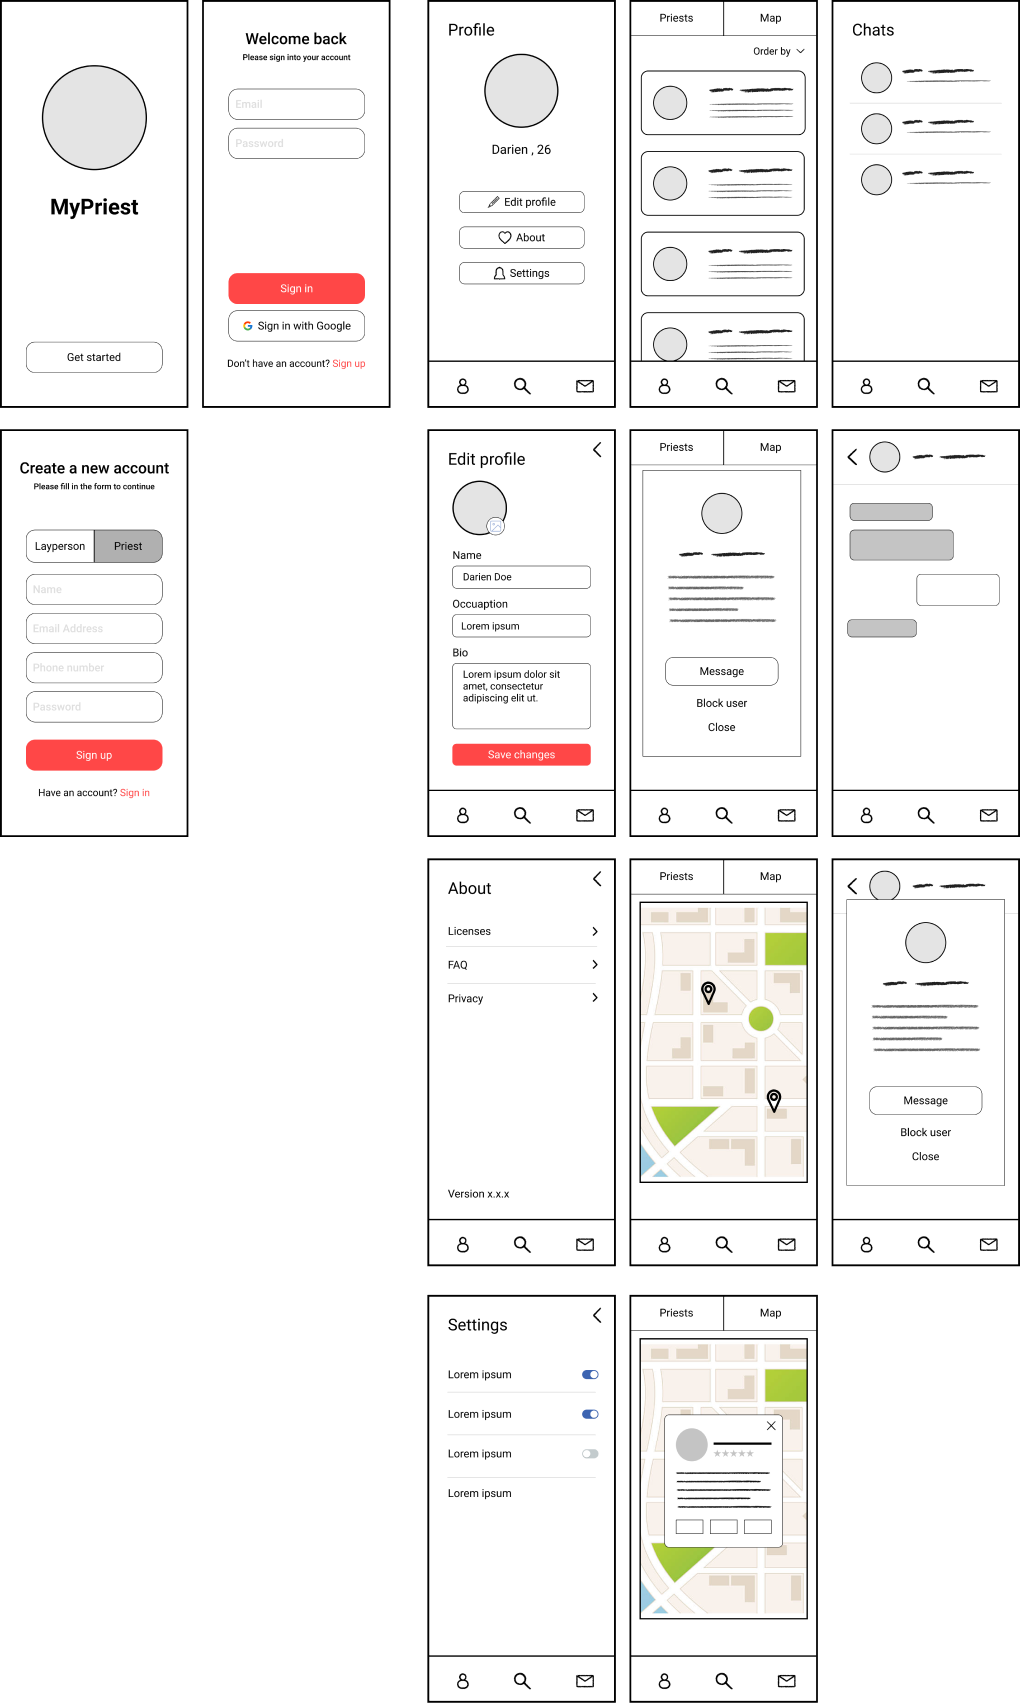 MyPriest
Get started
Welcome back
Please sign into your account
Email
Password
Sign in
Sign in with Google
Don't have an account? Sign up
Profile
Darien , 26
Edit profile
About
Settings
Priests
Map
Order by
Chats
Create a new account
Please fill in the form to continue
Layperson
Priest
Name
Email Address
Phone number
Password
Sign up
Have an account? Sign in
Edit profile
Name
Darien Doe
Occuaption
Lorem ipsum
Bio
Lorem ipsum dolor sit
amet, consectetur
adipiscing elit ut.
Save changes
Priests
Map
Message
Block user
Close
About
Licenses
FAQ
Privacy
Version x.x.x
Priests
Map
Message
Block user
Close
Settings
Lorem ipsum
Lorem ipsum
Lorem ipsum
Lorem ipsum
Priests
Map